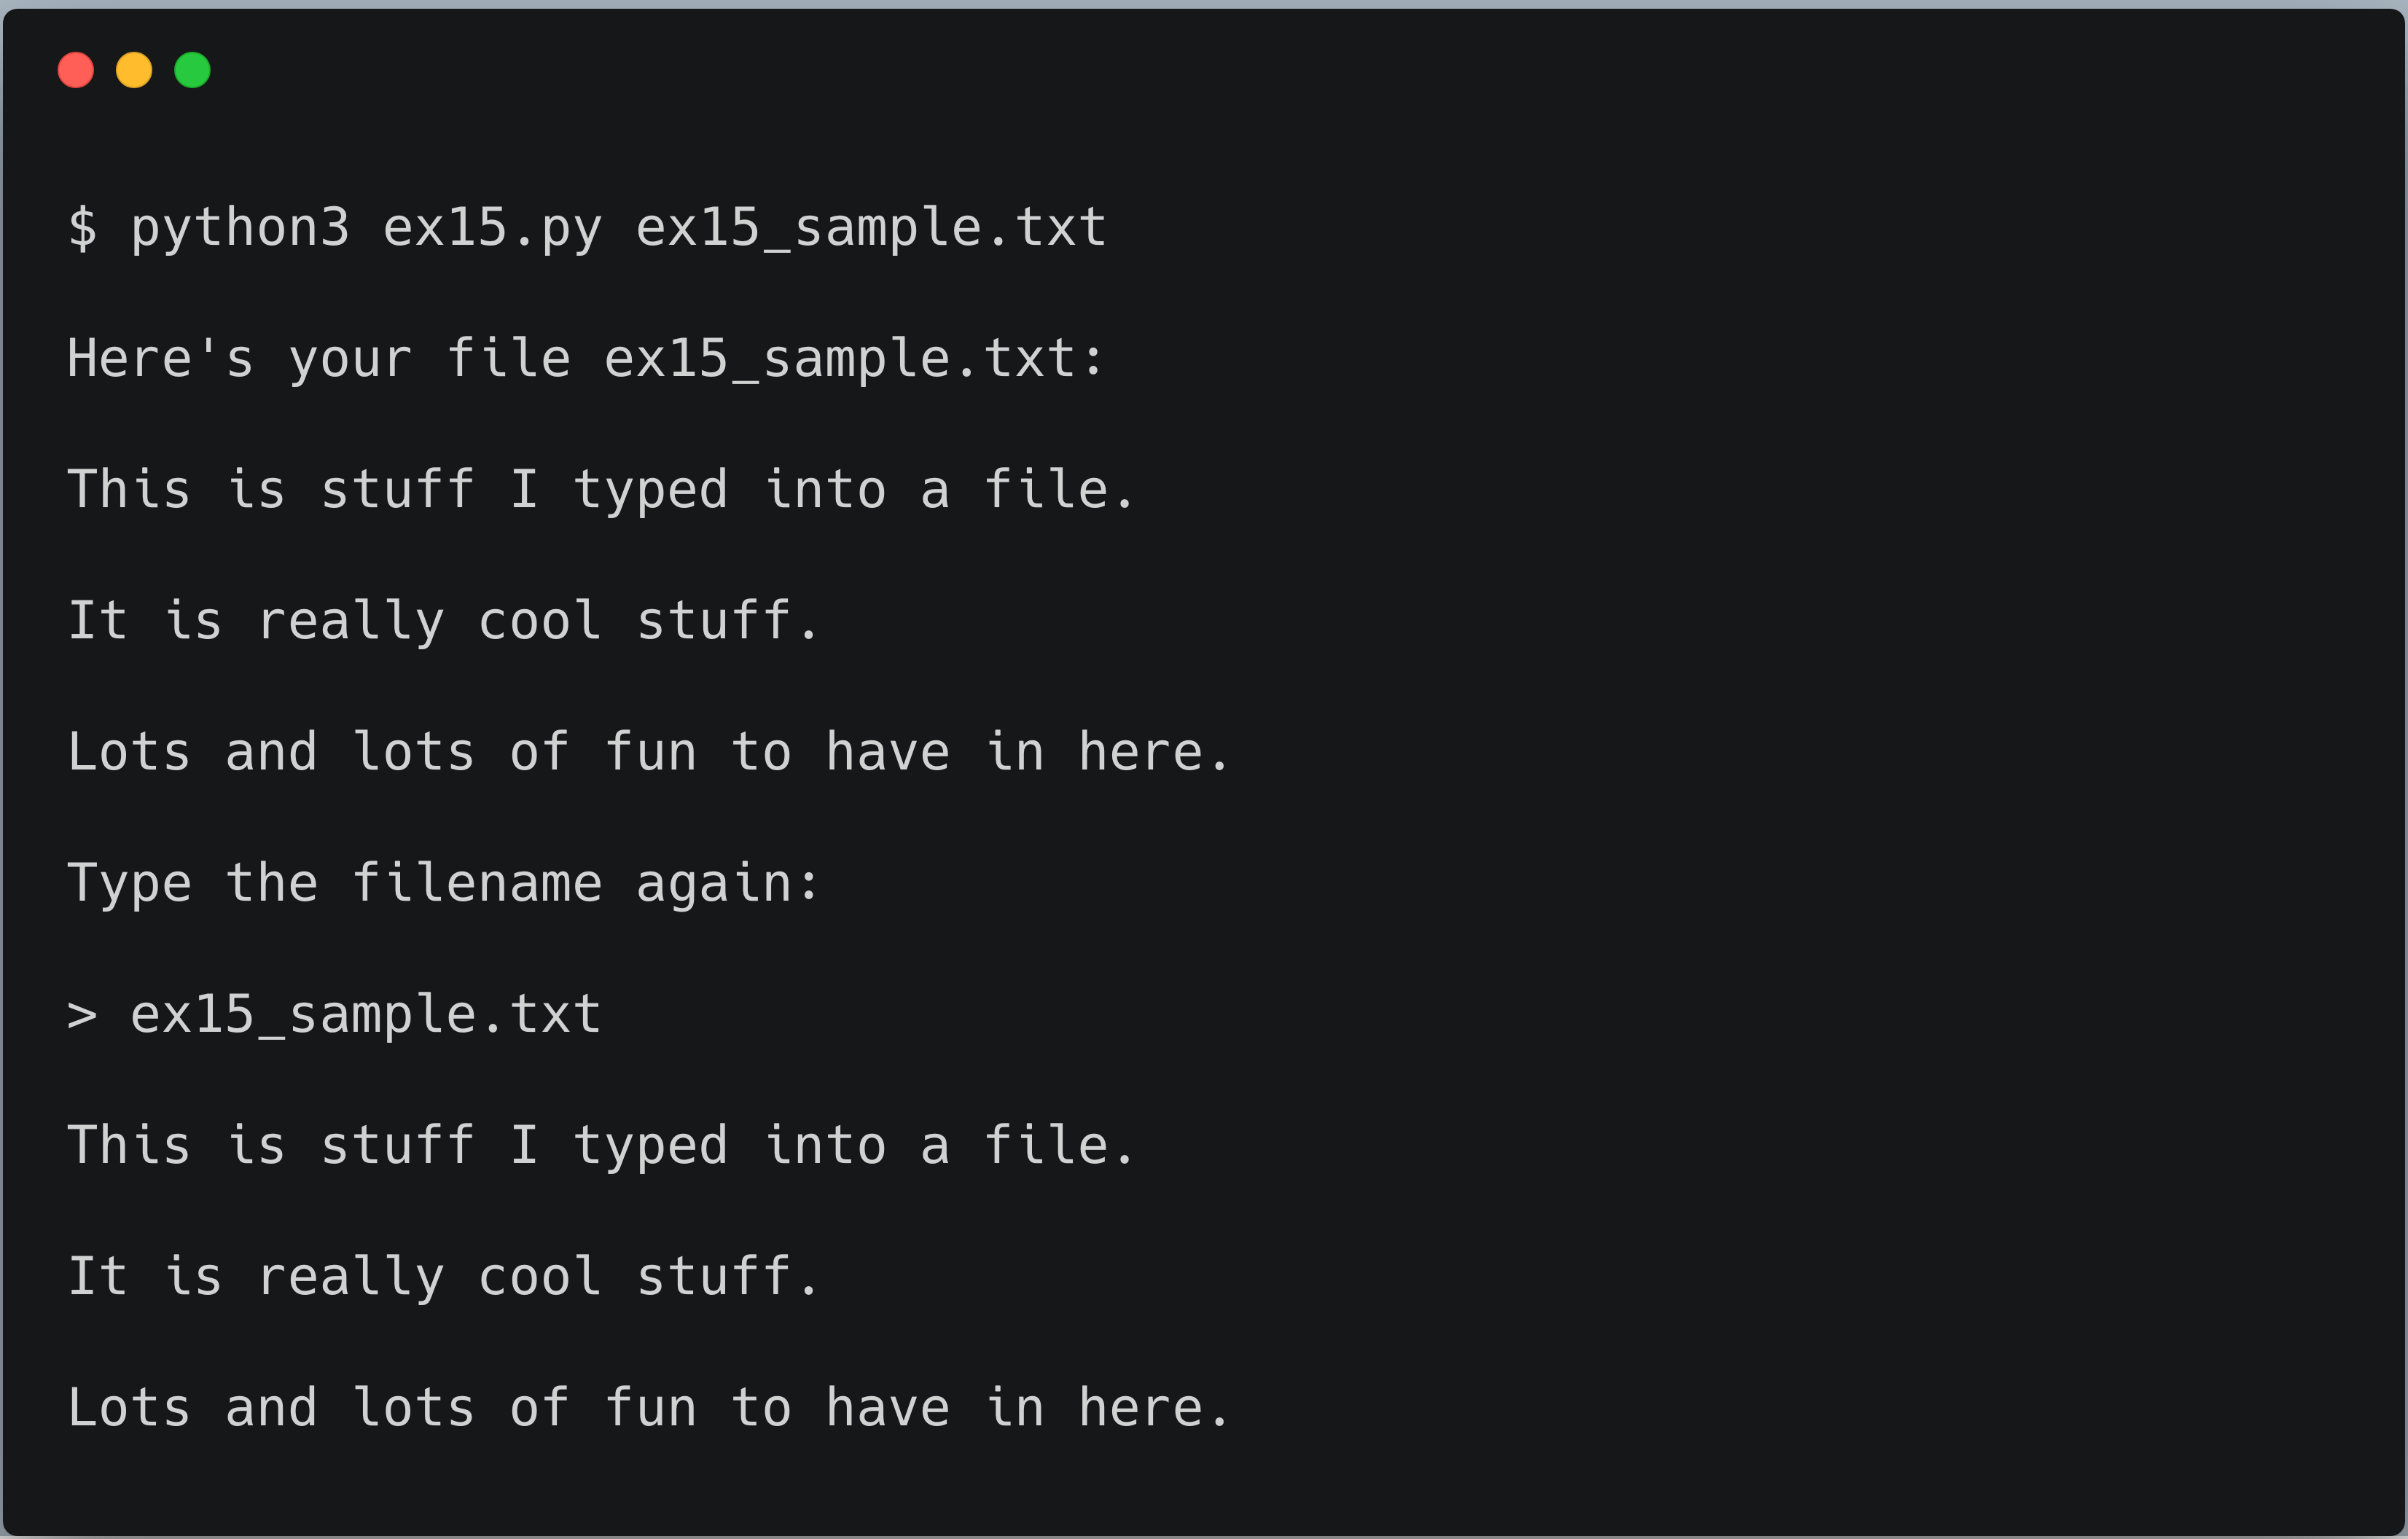 $ python3 ex15.py ex15_sample.txt
Here's your file ex15_sample.txt:
This is stuff I typed into a file.
It is really cool stuff.
Lots and lots of fun to have in here.
Type the filename again:
> ex15_sample.txt
This is stuff I typed into a file.
It is really cool stuff.
Lots and lots of fun to have in here.